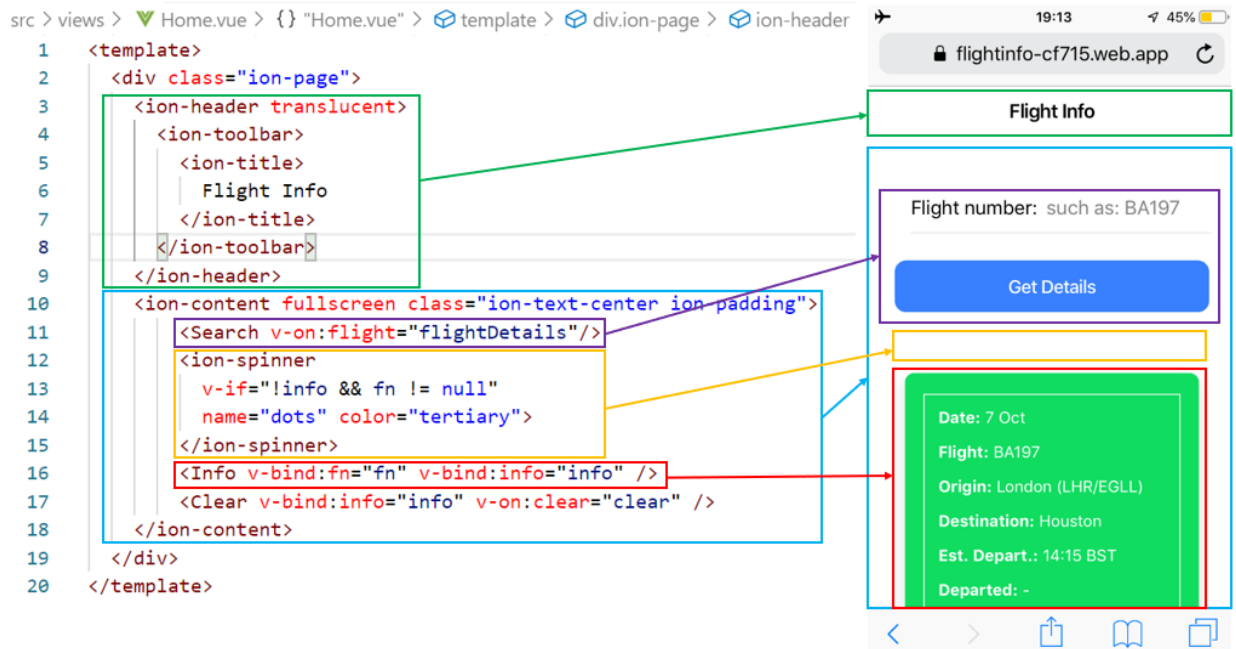 src > views > Home.vue > {} "Home.vue" > template > div.ion-page > ion-header
1 <template>
2 <div class="ion-page">
3 <ion-header translucent>
4 <ion-toolbar>
5 <ion-title>
6 Flight Info
7 </ion-title>
8 </ion-toolbar>
9 </ion-header>
10 <ion-content fullscreen class="ion-text-center ion-padding">
11 <Search v-on:flight="flightDetails"/>
12 <ion-spinner
13 v-if="!info && fn != null"
14 name="dots" color="tertiary">
15 </ion-spinner>
16 <Info v-bind:fn="fn" v-bind:info="info" />
17 <Clear v-bind:info="info" v-on:clear="clear" />
18 </ion-content>
19 </div>
20 </template>
19:13 45%
flightinfo-cf715.web.app
Flight Info
Flight number: such as: BA197
Get Details
Date: 7 Oct
Flight: BA197
Origin: London (LHR/EGLL)
Destination: Houston
Est. Depart.: 14:15 BST
Departed: -